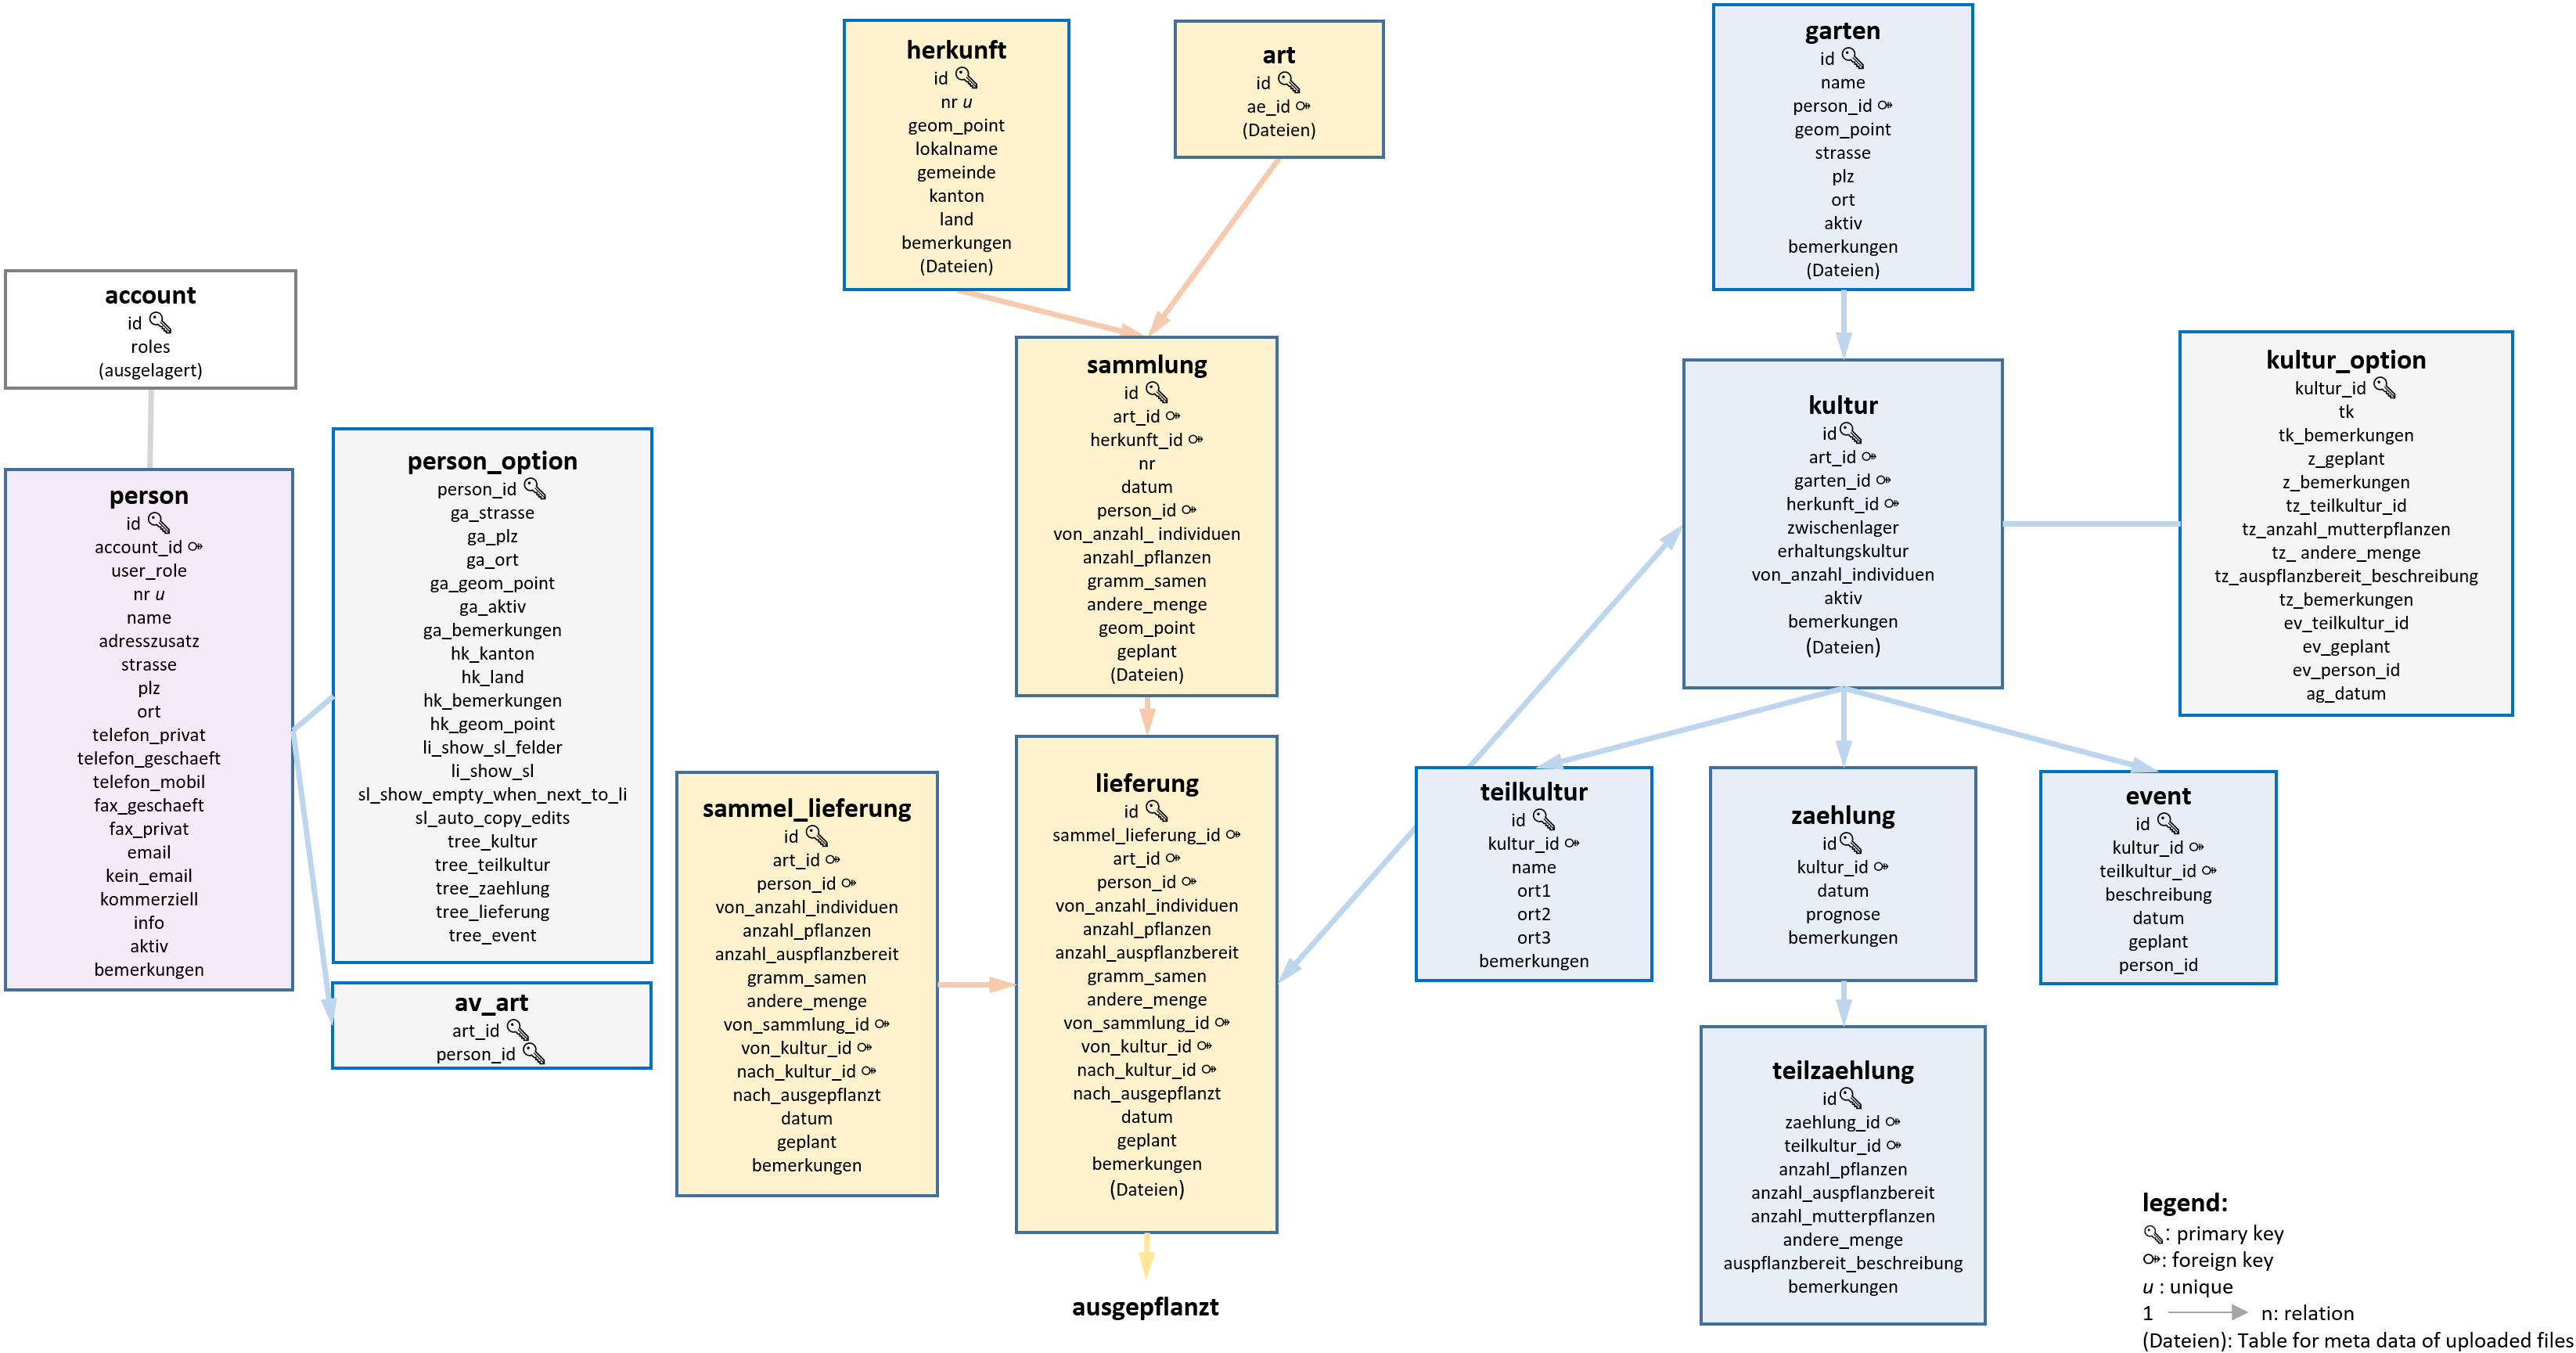 herkunft
id
nr u
geom_point
lokalname
gemeinde
kanton
land
bemerkungen
(Dateien)
art
id
ae_id
(Dateien)
garten
id
name
person_id
geom_point
strasse
plz
ort
aktiv
bemerkungen
(Dateien)
account
id
roles
(ausgelagert)
person
id
account_id
user_role
nr u
name
adresszusatz
strasse
plz
ort
telefon_privat
telefon_geschaeft
telefon_mobil
fax_geschaeft
fax_privat
email
kein_email
kommerziell
info
aktiv
bemerkungen
person_option
person_id
ga_strasse
ga_plz
ga_ort
ga_geom_point
ga_aktiv
ga_bemerkungen
hk_kanton
hk_land
hk_bemerkungen
hk_geom_point
li_show_sl_felder
li_show_sl
sl_show_empty_when_next_to_li
sl_auto_copy_edits
tree_kultur
tree_teilkultur
tree_zaehlung
tree_lieferung
tree_event
av_art
art_id
person_id
sammlung
id
art_id
herkunft_id
nr
datum
person_id
von_anzahl_ individuen
anzahl_pflanzen
gramm_samen
andere_menge
geom_point
geplant
(Dateien)
sammel_lieferung
id
art_id
person_id
von_anzahl_individuen
anzahl_pflanzen
anzahl_auspflanzbereit
gramm_samen
andere_menge
von_sammlung_id
von_kultur_id
nach_kultur_id
nach_ausgepflanzt
datum
geplant
bemerkungen
lieferung
id
sammel_lieferung_id
art_id
person_id
von_anzahl_individuen
anzahl_pflanzen
anzahl_auspflanzbereit
gramm_samen
andere_menge
von_sammlung_id
von_kultur_id
nach_kultur_id
nach_ausgepflanzt
datum
geplant
bemerkungen
(Dateien)
ausgepflanzt
kultur
id
art_id
garten_id
herkunft_id
zwischenlager
erhaltungskultur
von_anzahl_individuen
aktiv
bemerkungen
(Dateien)
kultur_option
kultur_id
tk
tk_bemerkungen
z_geplant
z_bemerkungen
tz_teilkultur_id
tz_anzahl_mutterpflanzen
tz_ andere_menge
tz_auspflanzbereit_beschreibung
tz_bemerkungen
ev_teilkultur_id
ev_geplant
ev_person_id
ag_datum
teilkultur
id
kultur_id
name
ort1
ort2
ort3
bemerkungen
zaehlung
id
kultur_id
datum
prognose
bemerkungen
event
id
kultur_id
teilkultur_id
beschreibung
datum
geplant
person_id
teilzaehlung
id
zaehlung_id
teilkultur_id
anzahl_pflanzen
anzahl_auspflanzbereit
anzahl_mutterpflanzen
andere_menge
auspflanzbereit_beschreibung
bemerkungen
legend:
: primary key
: foreign key
u : unique
1 n: relation
(Dateien): Table for meta data of uploaded files